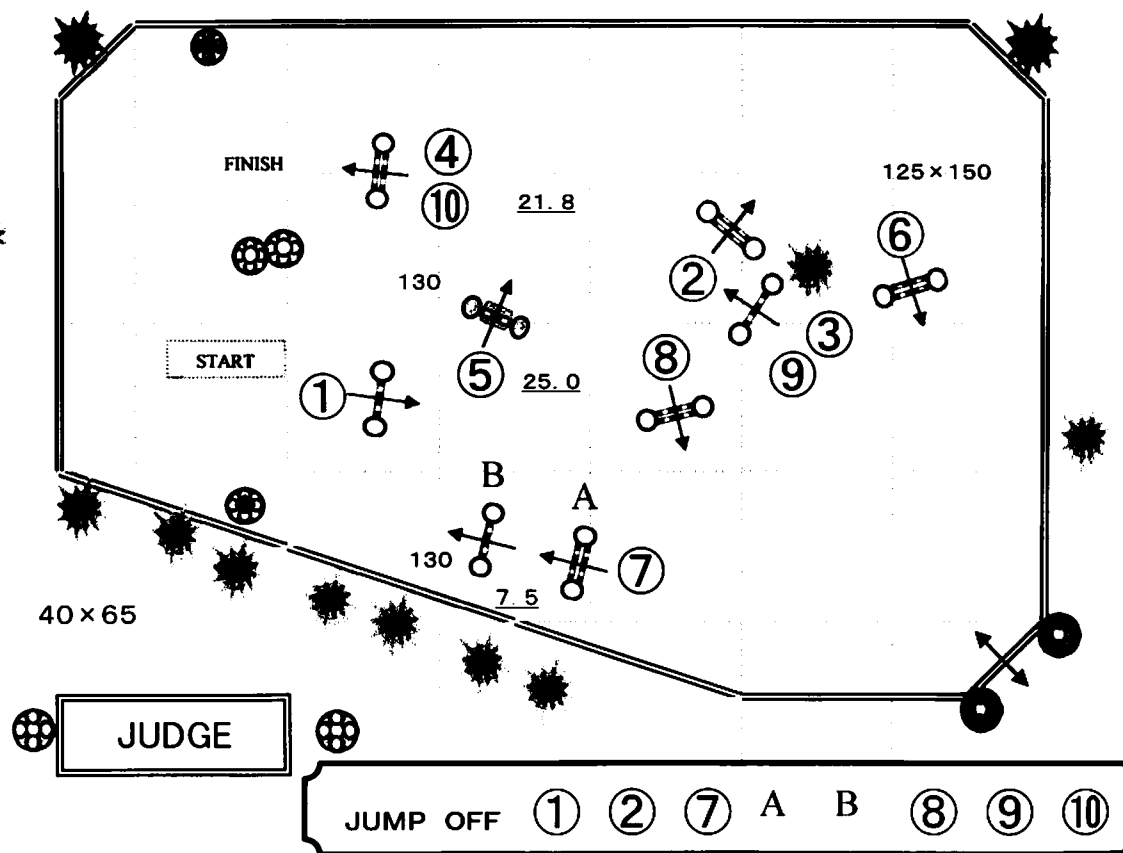 FINISH
④
⑩
21. 8
125×150
②
⑥
130
START
①
⑤
25. 0
⑧
③
⑨
B
A
130
7. 5
⑦
40×65
JUDGE
JUMP OFF ① ② ⑦ A B ⑧ ⑨ ⑩